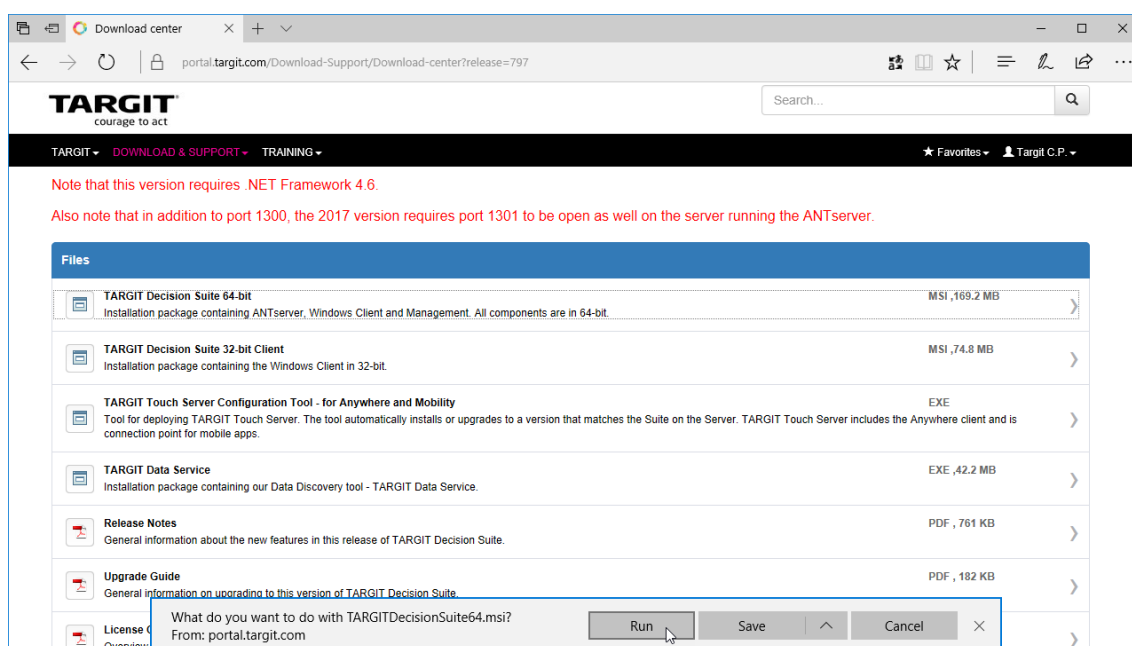 Download center
portal.targit.com/Download-Support/Download-center?release=797
TARGIT
courage to act
Search...
TARGIT DOWNLOAD & SUPPORT TRAINING Favorites Targit C.P.
Note that this version requires .NET Framework 4.6.
Also note that in addition to port 1300, the 2017 version requires port 1301 to be open as well on the server running the ANTserver.
Files
TARGIT Decision Suite 64-bit MSI ,169.2 MB
Installation package containing ANTserver, Windows Client and Management. All components are in 64-bit.
TARGIT Decision Suite 32-bit Client MSI ,74.8 MB
Installation package containing the Windows Client in 32-bit.
TARGIT Touch Server Configuration Tool - for Anywhere and Mobility EXE
Tool for deploying TARGIT Touch Server. The tool automatically installs or upgrades to a version that matches the Suite on the Server. TARGIT Touch Server includes the Anywhere client and is
connection point for mobile apps.
TARGIT Data Service EXE ,42.2 MB
Installation package containing our Data Discovery tool - TARGIT Data Service.
Release Notes PDF , 761 KB
General information about the new features in this release of TARGIT Decision Suite.
Upgrade Guide PDF , 182 KB
General information on upgrading to this version of TARGIT Decision Suite.
License
What do you want to do with TARGITDecisionSuite64.msi?
From: portal.targit.com
Run Save Cancel